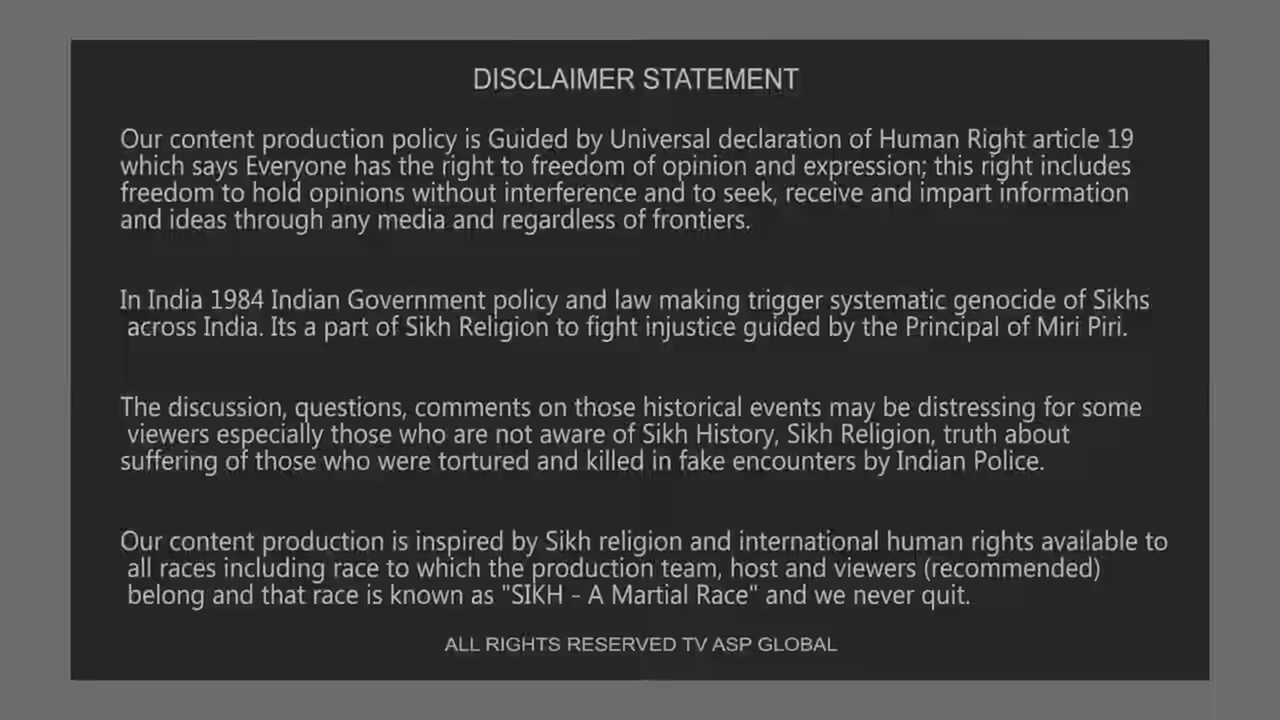 DISCLAIMER STATEMENT
Our content production policy is Guided by Universal declaration of Human Right article 19
which says Everyone has the right to freedom of opinion and expression; this right includes
freedom to hold opinions without interference and to seek, receive and impart information
and ideas through any media and regardless of frontiers.
In India 1984 Indian Government policy and law making trigger systematic genocide of Sikhs
across India. Its a part of Sikh Religion to fight injustice guided by the Principal of Miri Piri.
The discussion, questions, comments on those historical events may be distressing for some
viewers especially those who are not aware of Sikh History, Sikh Religion, truth about
suffering of those who were tortured and killed in fake encounters by Indian Police.
Our content production is inspired by Sikh religion and international human rights available to
all races including race to which the production team, host and viewers (recommended)
belong and that race is known as "SIKH - A Martial Race" and we never quit.
ALL RIGHTS RESERVED TV ASP GLOBAL